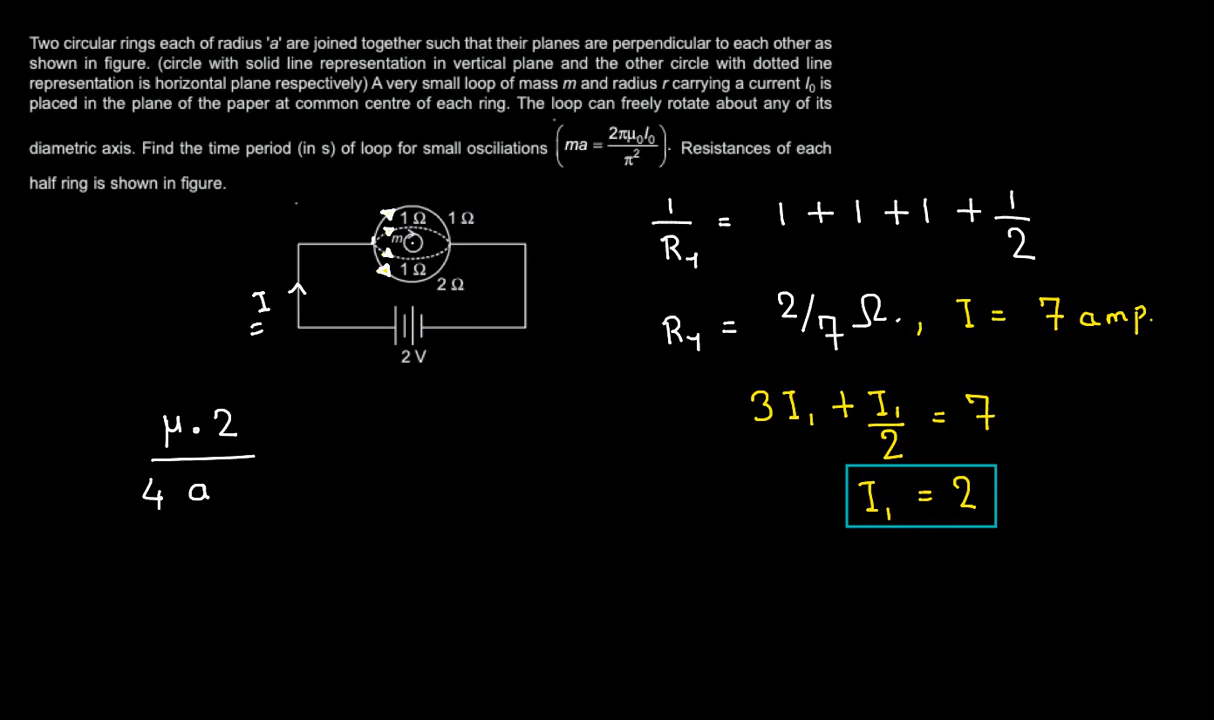 Two circular rings each of radius 'a' are joined together such that their planes are perpendicular to each other as
shown in figure. (circle with solid line representation in vertical plane and the other circle with dotted line
representation is horizontal plane respectively) A very small loop of mass m and radius r carrying a current I₀ is
placed in the plane of the paper at common centre of each ring. The loop can freely rotate about any of its
diametric axis. Find the time period (in s) of loop for small osciliations (ma = 2πμ₀I₀/π²). Resistances of each
half ring is shown in figure.
1 Ω 1 Ω
m
1 Ω
2 Ω
2 V
I
=
μ. 2
4 a
1/R₁ = 1 + 1 + 1 + 1/2
R₁ = 2/7 Ω. , I = 7 amp.
3I₁ + I₁/2 = 7
I₁ = 2